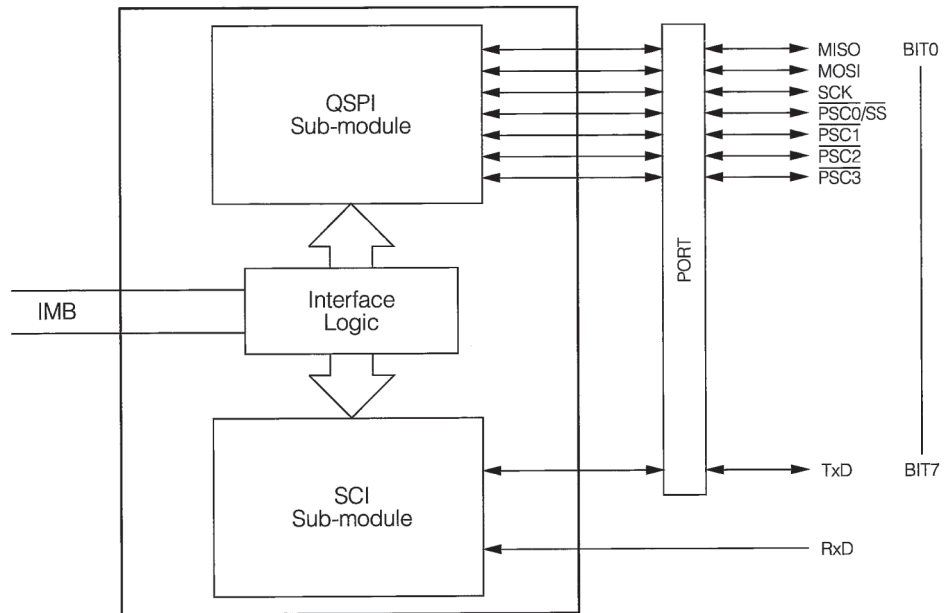 QSPI
Sub-module
MISO BIT0
MOSI
SCK
PSC0/SS
PSC1
PSC2
PSC3
PORT
IMB
Interface
Logic
SCI
Sub-module
TxD BIT7
RxD